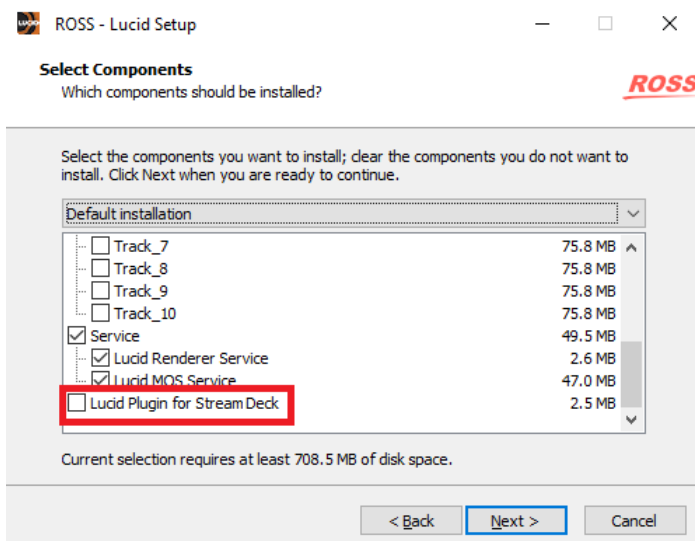 LUCID
ROSS - Lucid Setup
Select Components
Which components should be installed?
ROSS
Select the components you want to install; clear the components you do not want to
install. Click Next when you are ready to continue.
Default installation
Track_7 75.8 MB
Track_8 75.8 MB
Track_9 75.8 MB
Track_10 75.8 MB
Service 49.5 MB
Lucid Renderer Service 2.6 MB
Lucid MOS Service 47.0 MB
Lucid Plugin for Stream Deck 2.5 MB
Current selection requires at least 708.5 MB of disk space.
< Back Next > Cancel